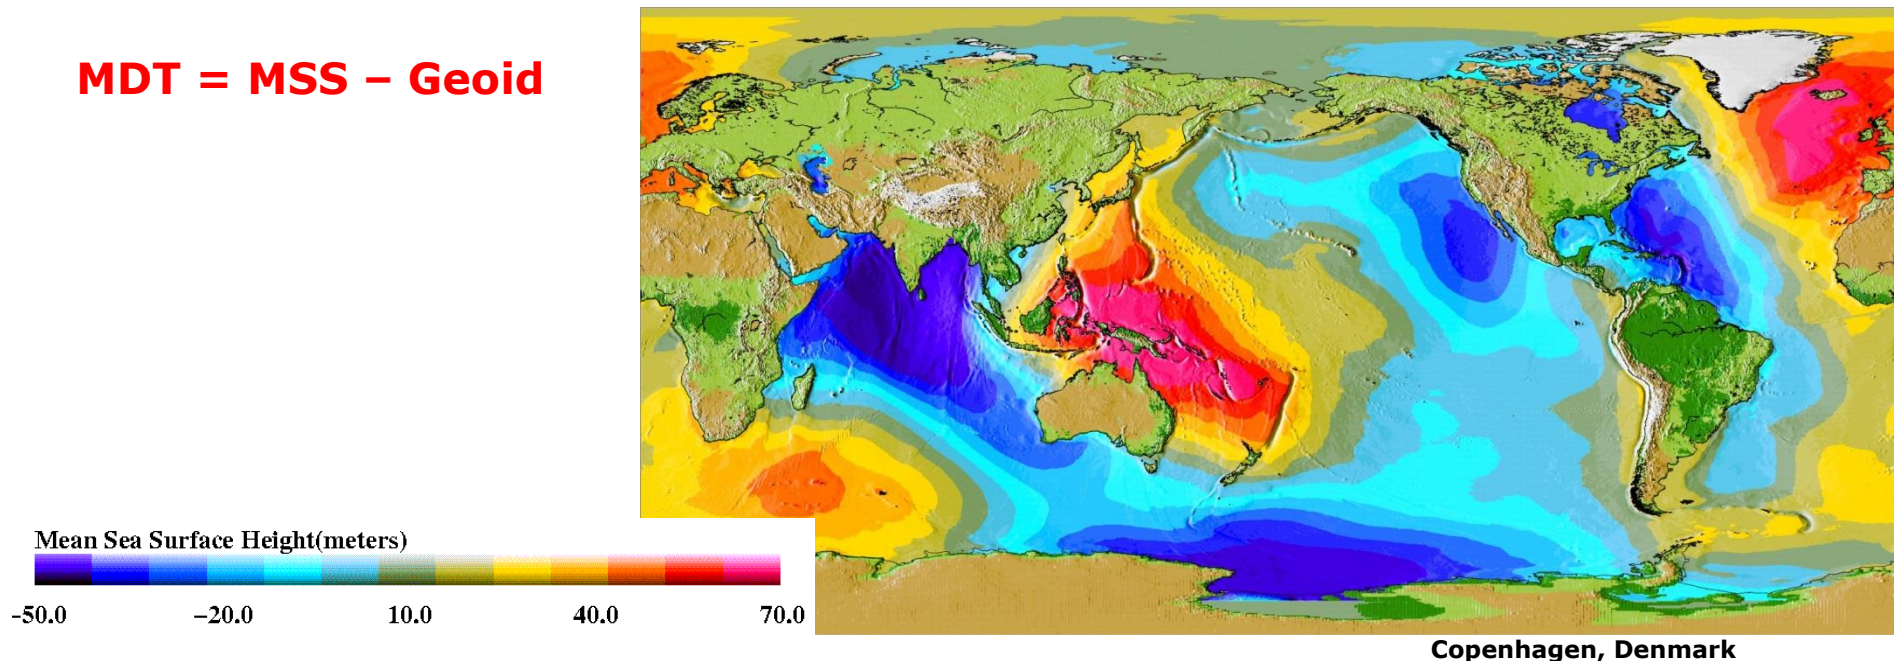 MDT = MSS – Geoid
Mean Sea Surface Height(meters)
-50.0 -20.0 10.0 40.0 70.0
Copenhagen, Denmark